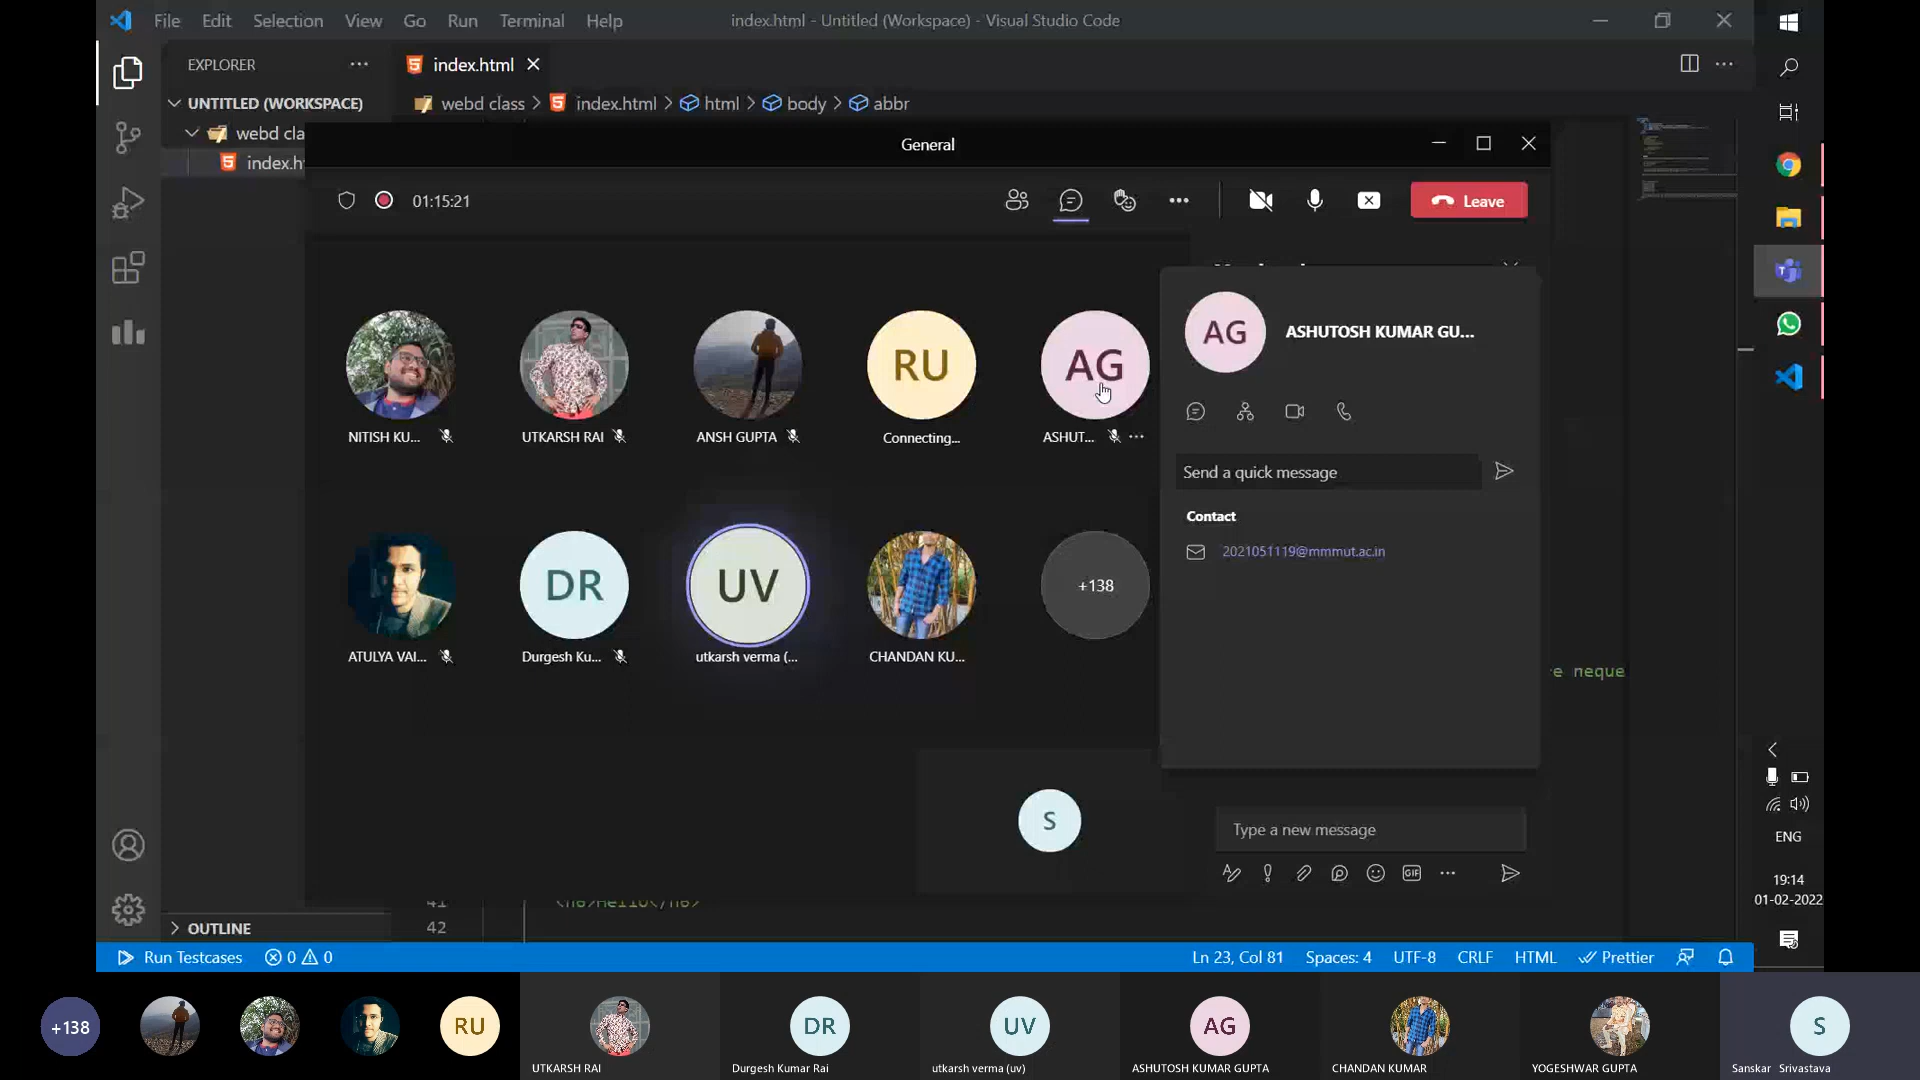 File Edit Selection View Go Run Terminal Help
index.html - Untitled (Workspace) - Visual Studio Code
EXPLORER
index.html
UNTITLED (WORKSPACE)
webd class > index.html > html > body > abbr
webd cla
index.h
General
01:15:21
Leave
AG
ASHUTOSH KUMAR GU...
RU
AG
NITISH KU...
UTKARSH RAI
ANSH GUPTA
Connecting...
ASHUT...
Send a quick message
Contact
2021051119@mmmut.ac.in
DR
UV
+138
ATULYA VAI...
Durgesh Ku...
utkarsh verma (...
CHANDAN KU...
e neque
S
Type a new message
GIF
ENG
19:14
01-02-2022
41
42
OUTLINE
Run Testcases
0
0
Ln 23, Col 81
Spaces: 4
UTF-8
CRLF
HTML
Prettier
+138
RU
DR
UV
AG
S
UTKARSH RAI
Durgesh Kumar Rai
utkarsh verma (uv)
ASHUTOSH KUMAR GUPTA
CHANDAN KUMAR
YOGESHWAR GUPTA
Sanskar Srivastava